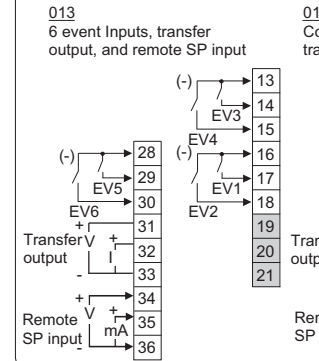 013
6 event Inputs, transfer
output, and remote SP input
01
Co
tra
(-)
13
14
EV3
15
EV4
(-)
16
17
EV1
18
EV2
19
20
21
(-)
28
29
EV5
30
EV6
+
31
Transfer V +
output I
32
-
33
+
34
Remote V +
SP input mA
35
-
36
Tran
outp
Rem
SP